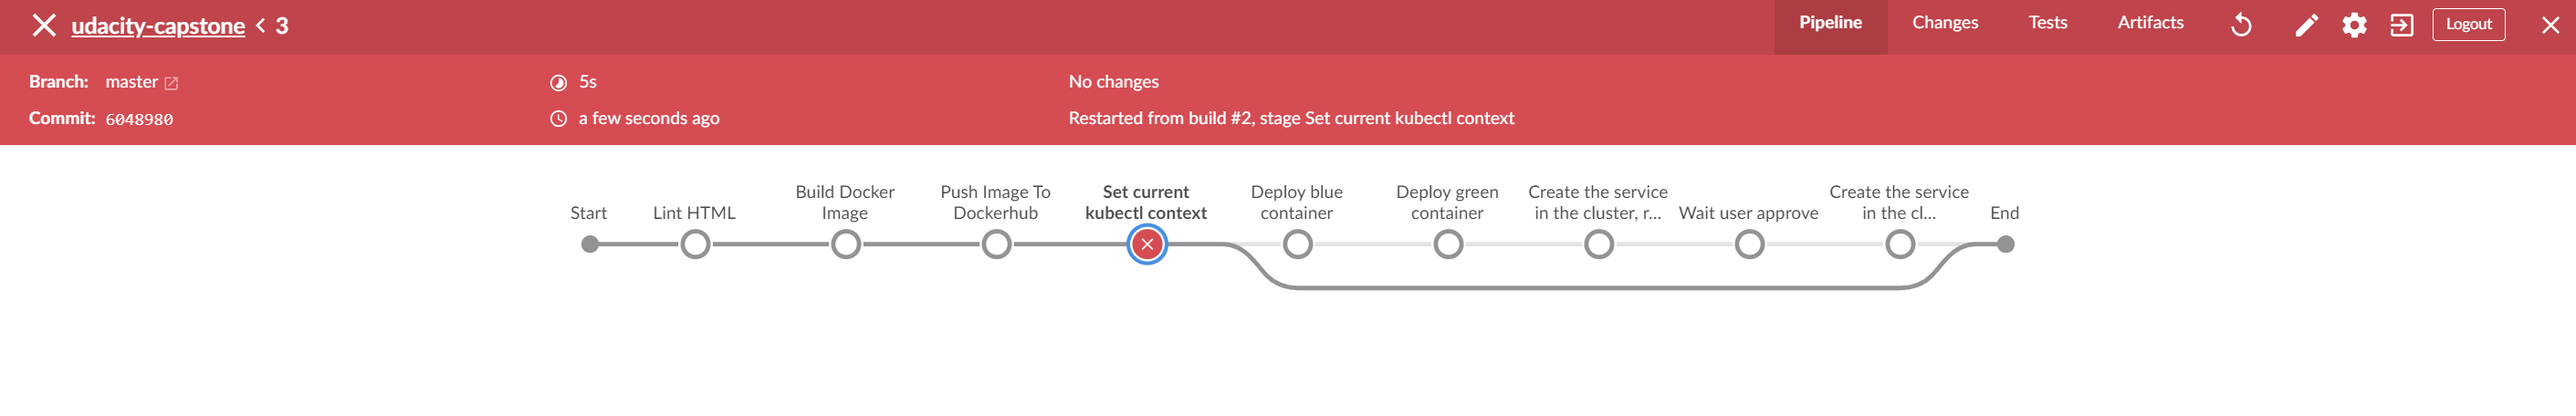 udacity-capstone < 3
Pipeline
Changes
Tests
Artifacts
Logout
Branch: master
5s
No changes
Commit: 6048980
a few seconds ago
Restarted from build #2, stage Set current kubectl context
Start
Lint HTML
Build Docker
Image
Push Image To
Dockerhub
Set current
kubectl context
Deploy blue
container
Deploy green
container
Create the service
in the cluster, r...
Wait user approve
Create the service
in the cl...
End